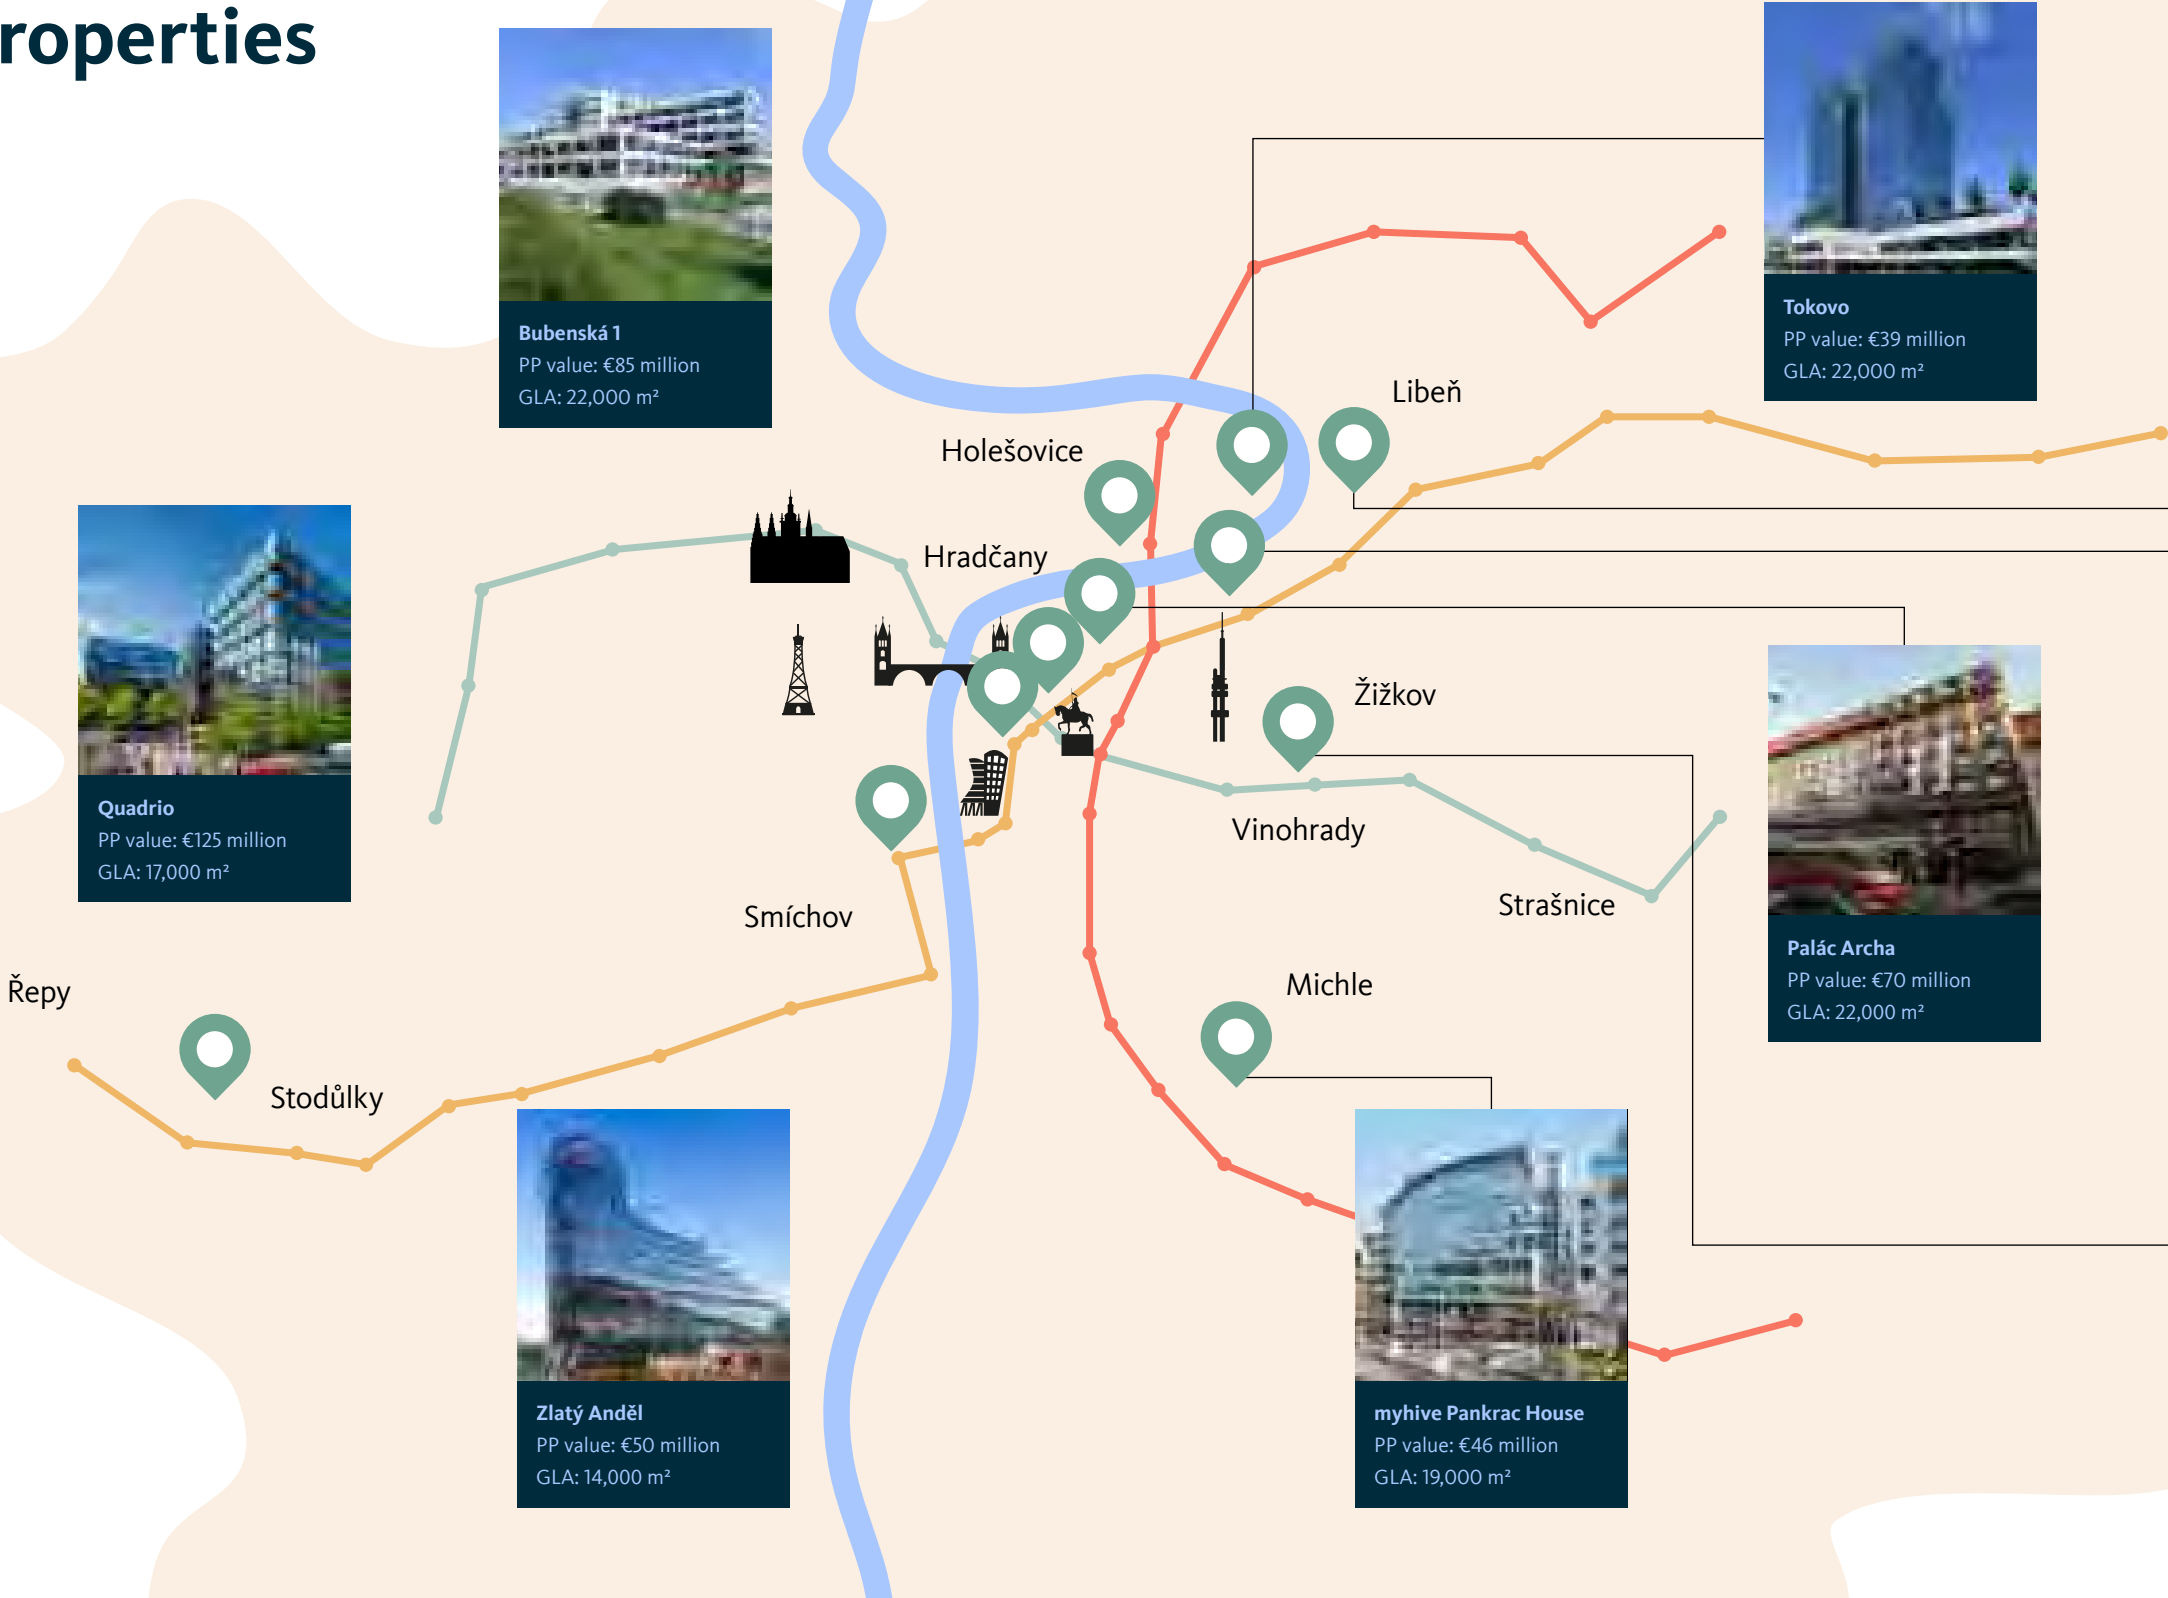 roperties
Bubenská 1
PP value: €85 million
GLA: 22,000 m²
Tokovo
PP value: €39 million
GLA: 22,000 m²
Libeň
Holešovice
Hradčany
Quadrio
PP value: €125 million
GLA: 17,000 m²
Žižkov
Vinohrady
Strašnice
Smíchov
Palác Archa
PP value: €70 million
GLA: 22,000 m²
Řepy
Michle
Stodůlky
Zlatý Anděl
PP value: €50 million
GLA: 14,000 m²
myhive Pankrac House
PP value: €46 million
GLA: 19,000 m²